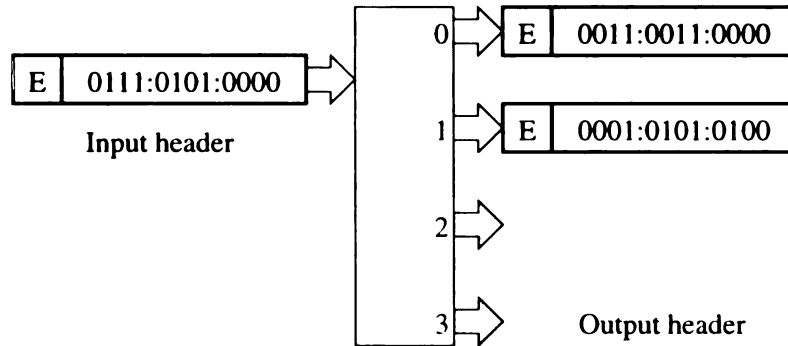 0
E 0011:0011:0000
E 0111:0101:0000
1
E 0001:0101:0100
Input header
2
3
Output header